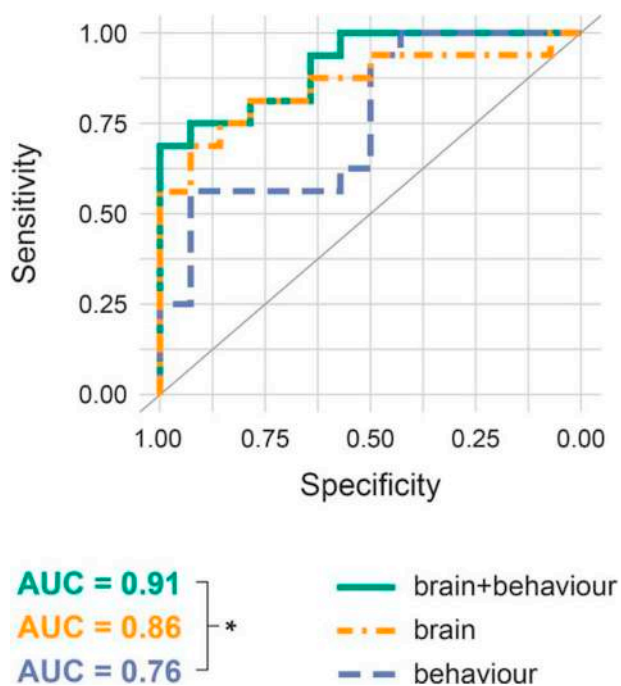 1.00
0.75
0.50
0.25
0.00
Sensitivity
1.00 0.75 0.50 0.25 0.00
Specificity
AUC = 0.91
AUC = 0.86
AUC = 0.76
*
brain+behaviour
brain
behaviour